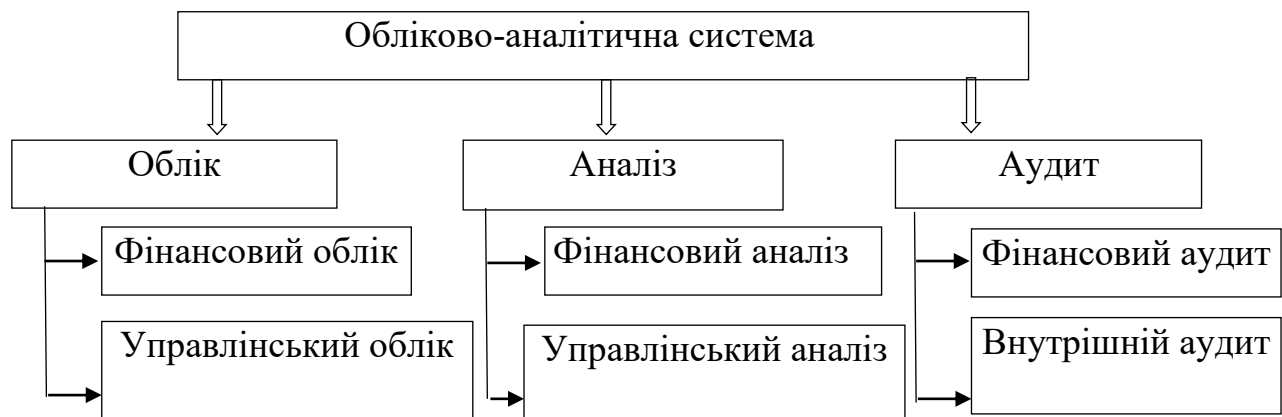 Обліково-аналітична система
Облік
Аналіз
Аудит
Фінансовий облік
Фінансовий аналіз
Фінансовий аудит
Управлінський облік
Управлінський аналіз
Внутрішній аудит